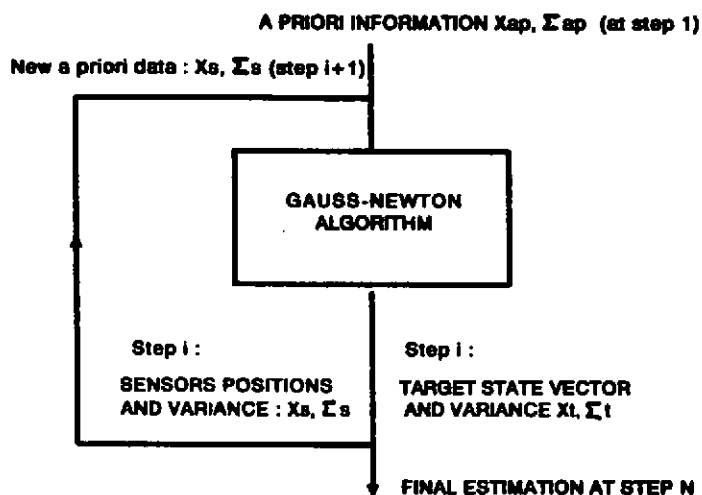 A PRIORI INFORMATION Xap, Σap (at step 1)
New a priori data : Xs, Σs (step i+1)
GAUSS-NEWTON
ALGORITHM
Step i :
SENSORS POSITIONS
AND VARIANCE : Xs, Σs
Step i :
TARGET STATE VECTOR
AND VARIANCE Xt, Σt
FINAL ESTIMATION AT STEP N